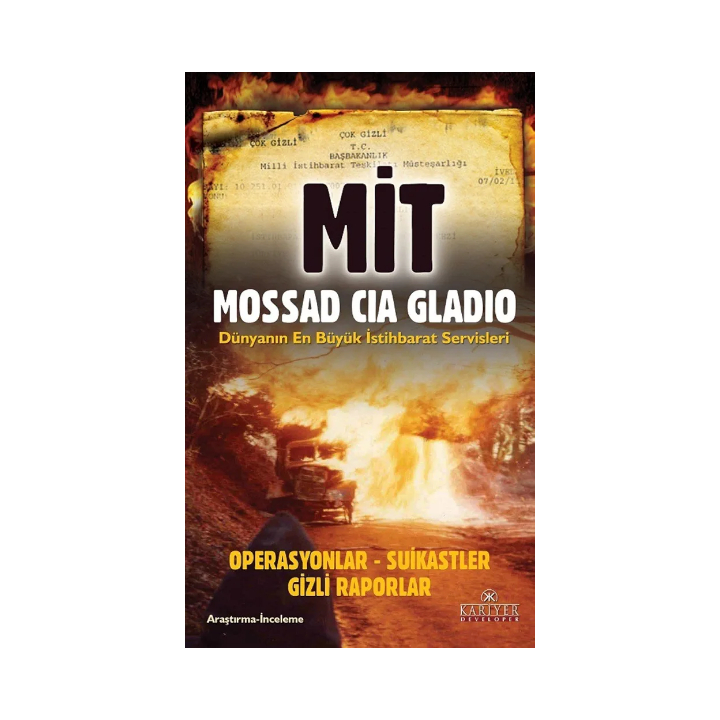 ÇOK GİZLİ
ÇOK GİZLİ
T.C.
BAŞBAKANLIK
Milli İstihbarat Teşkilatı Müsteşarlığı
07/02/
MİT
MOSSAD CIA GLADIO
Dünyanın En Büyük İstihbarat Servisleri
OPERASYONLAR - SUİKASTLER
GİZLİ RAPORLAR
Araştırma-İnceleme
KARİYER
DEVELOPER